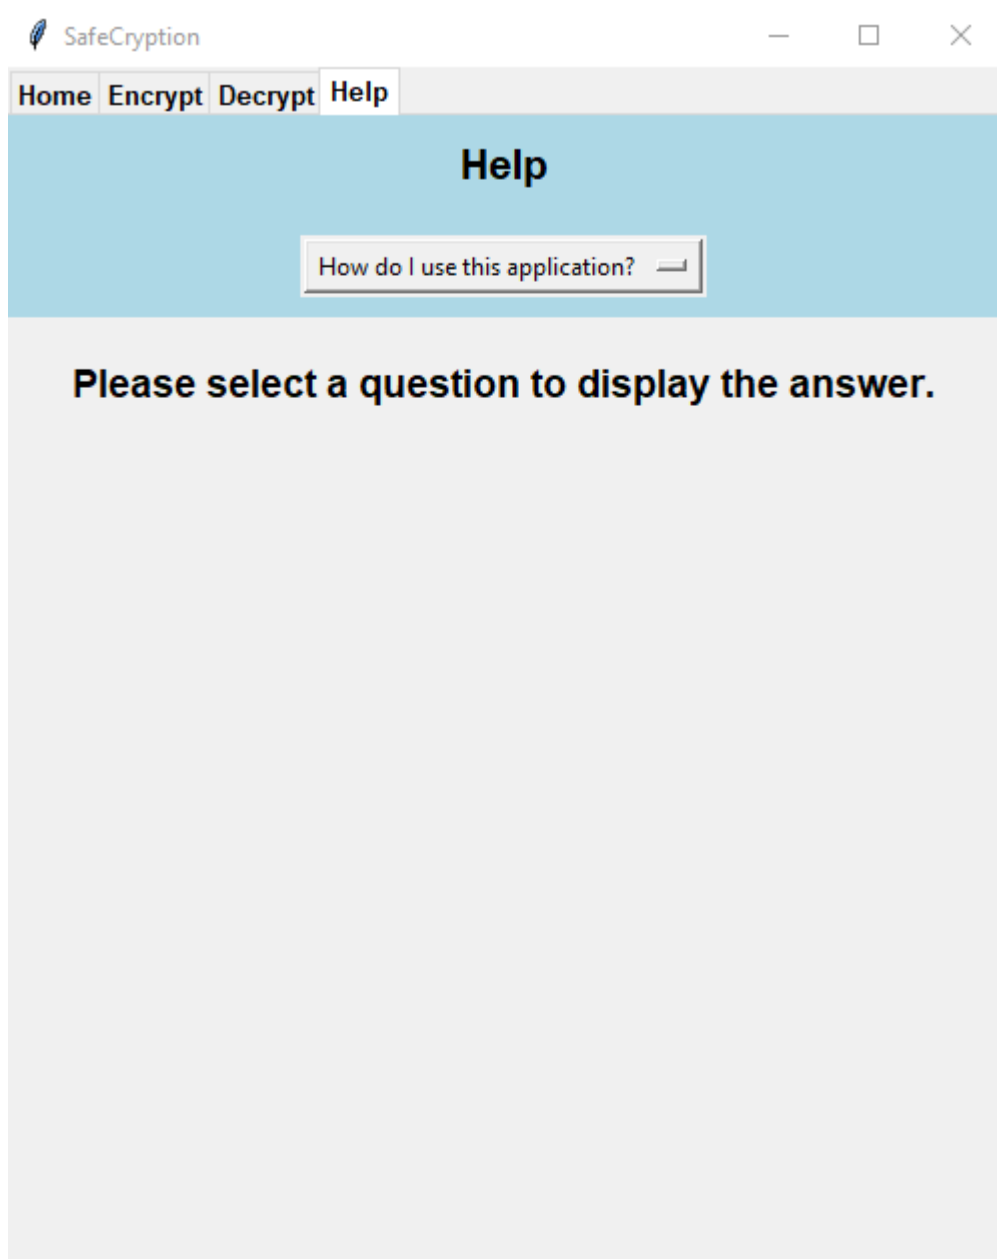 SafeCryption
Home Encrypt Decrypt Help
Help
How do I use this application?
Please select a question to display the answer.